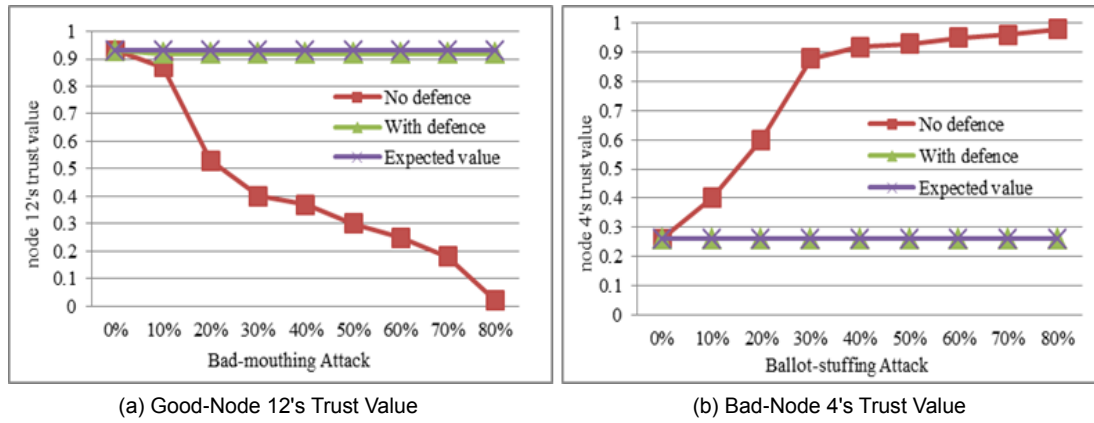 1
0.9
0.8
0.7
0.6
0.5
0.4
0.3
0.2
0.1
0
node 12's trust value
No defence
With defence
Expected value
0% 10% 20% 30% 40% 50% 60% 70% 80%
Bad-mouthing Attack
(a) Good-Node 12's Trust Value
1
0.9
0.8
0.7
0.6
0.5
0.4
0.3
0.2
0.1
0
node 4's trust value
No defence
With defence
Expected value
0% 10% 20% 30% 40% 50% 60% 70% 80%
Ballot-stuffing Attack
(b) Bad-Node 4's Trust Value